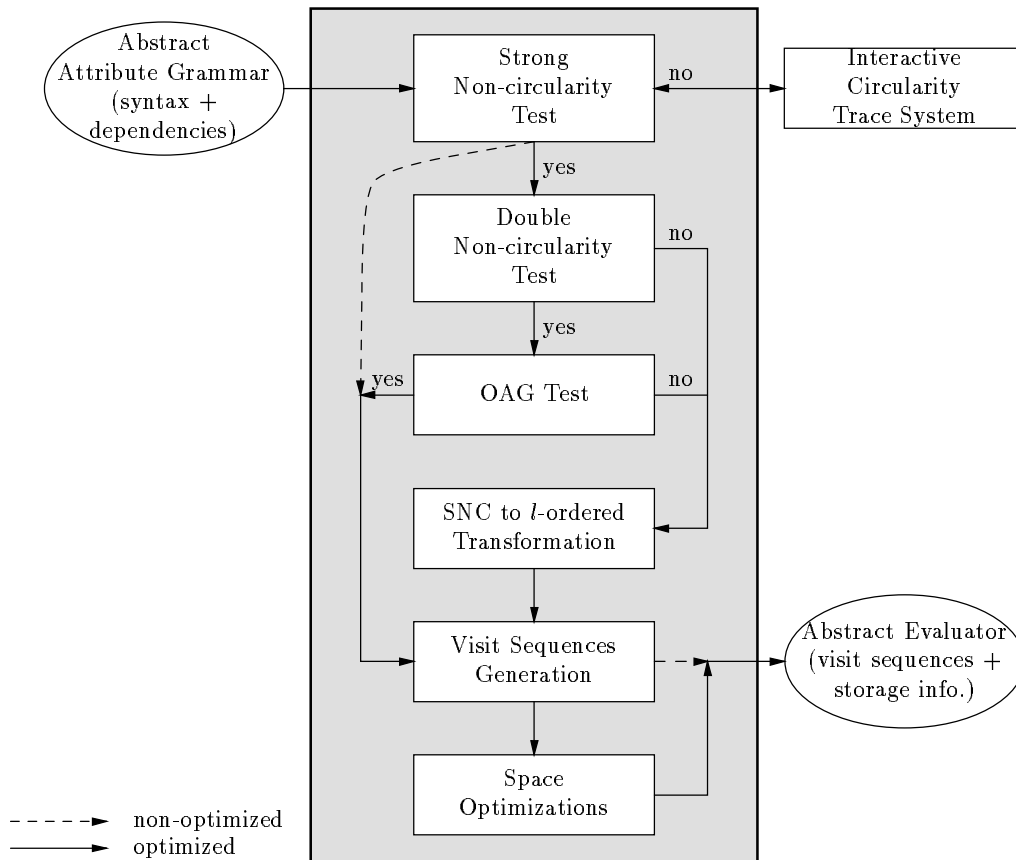 Abstract
Attribute Grammar
(syntax +
dependencies)
Strong
Non-circularity
Test
no
Interactive
Circularity
Trace System
yes
Double
Non-circularity
Test
no
yes
yes
OAG Test
no
SNC to l-ordered
Transformation
Visit Sequences
Generation
Abstract Evaluator
(visit sequences +
storage info.)
Space
Optimizations
non-optimized
optimized